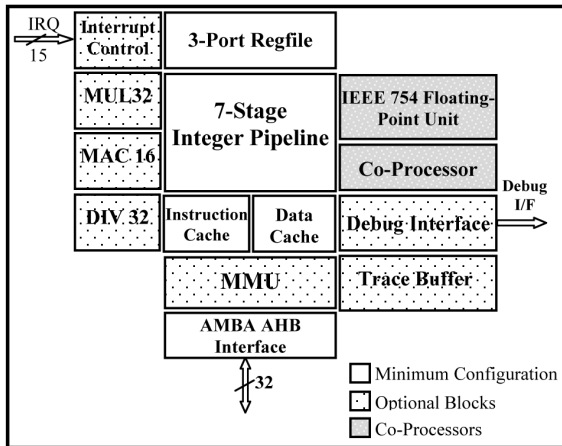 IRQ
15
Interrupt
Control
3-Port Regfile
MUL32
7-Stage
Integer Pipeline
IEEE 754 Floating-
Point Unit
MAC 16
Co-Processor
Debug
I/F
DIV 32
Instruction
Cache
Data
Cache
Debug Interface
MMU
Trace Buffer
AMBA AHB
Interface
32
Minimum Configuration
Optional Blocks
Co-Processors